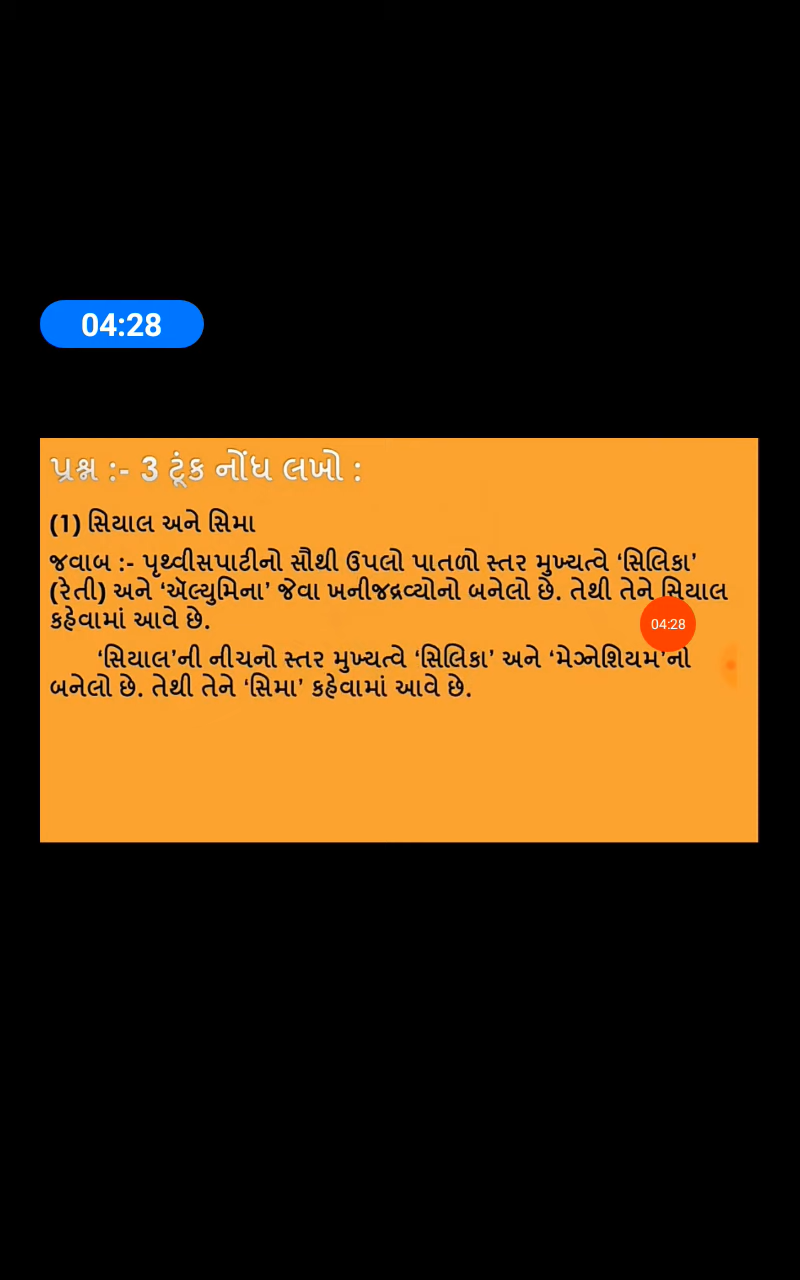 04:28
પ્રશ્ન :- 3 ટૂંક નોંધ લખો :
(1) સિયાલ અને સિમા
જવાબ :- પૃથ્વીસપાટીનો સૌથી ઉપલો પાતળો સ્તર મુખ્યત્વે ‘સિલિકા’
(રેતી) અને ‘ઍલ્યુમિના’ જેવા ખનીજદ્રવ્યોનો બનેલો છે. તેથી તેને સિયાલ
કહેવામાં આવે છે.
04:28
‘સિયાલ’ની નીચનો સ્તર મુખ્યત્વે ‘સિલિકા’ અને ‘મેગ્નેશિયમ’નો
બનેલો છે. તેથી તેને ‘સિમા’ કહેવામાં આવે છે.